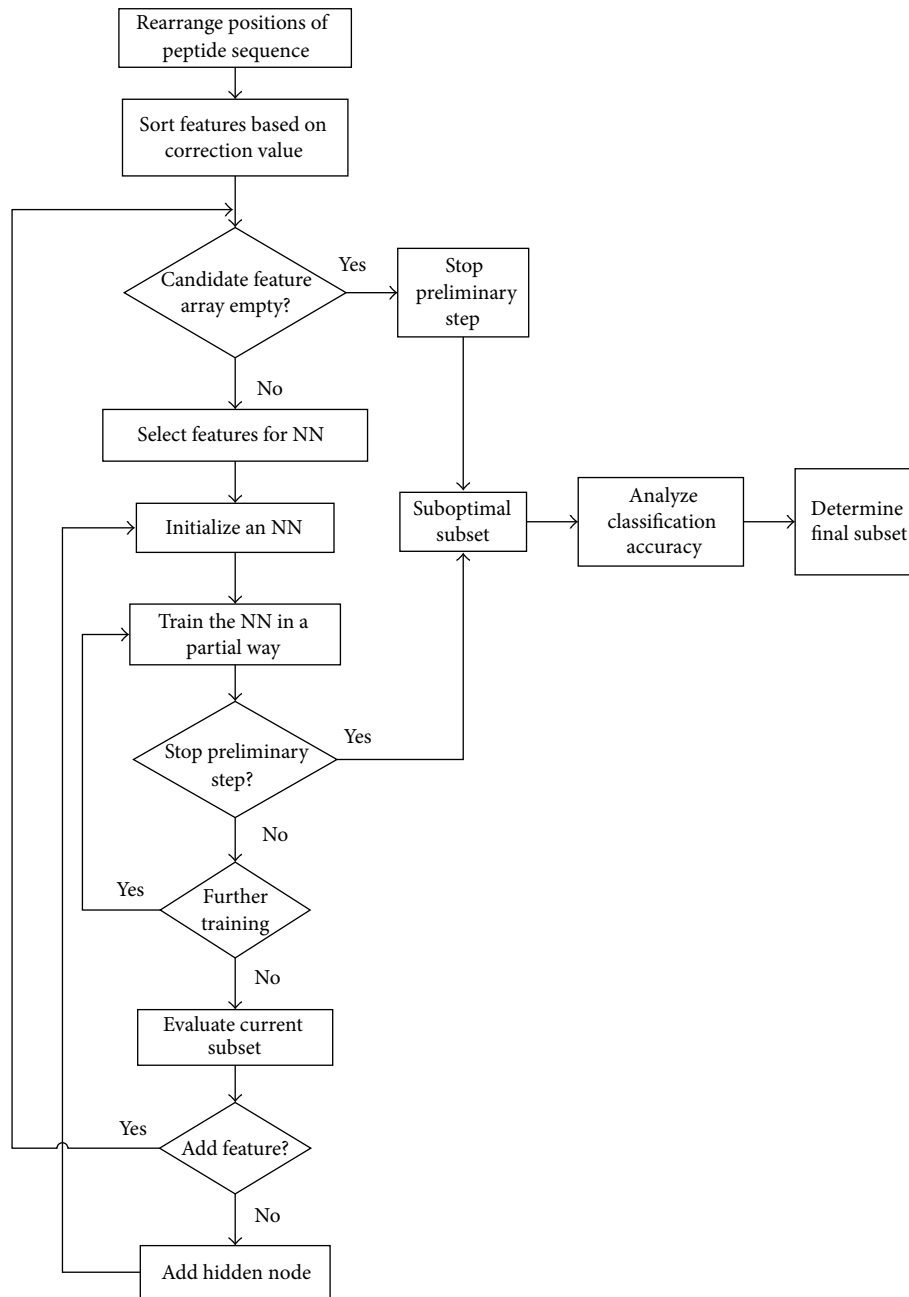 Rearrange positions of
peptide sequence
Sort features based on
correction value
Candidate feature
array empty?
Yes
Stop
preliminary
step
No
Select features for NN
Initialize an NN
Suboptimal
subset
Analyze
classification
accuracy
Determine
final subset
Train the NN in a
partial way
Stop preliminary
step?
Yes
No
Further
training
Yes
No
Evaluate current
subset
Add feature?
Yes
No
Add hidden node